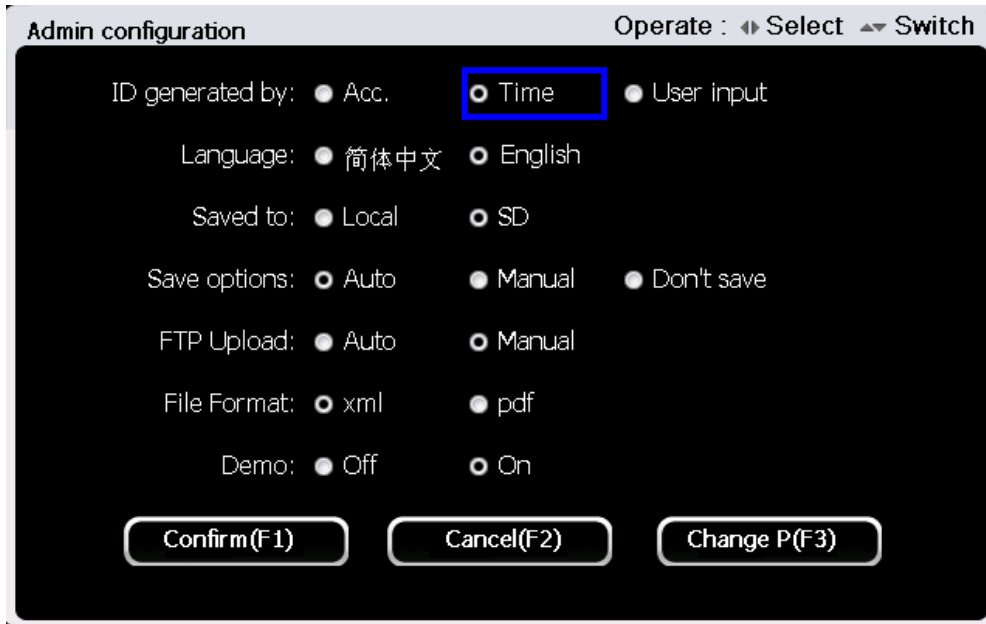 Admin configuration Operate : Select Switch
ID generated by: Acc. Time User input
Language: 简体中文 English
Saved to: Local SD
Save options: Auto Manual Don't save
FTP Upload: Auto Manual
File Format: xml pdf
Demo: Off On
Confirm(F1) Cancel(F2) Change P(F3)